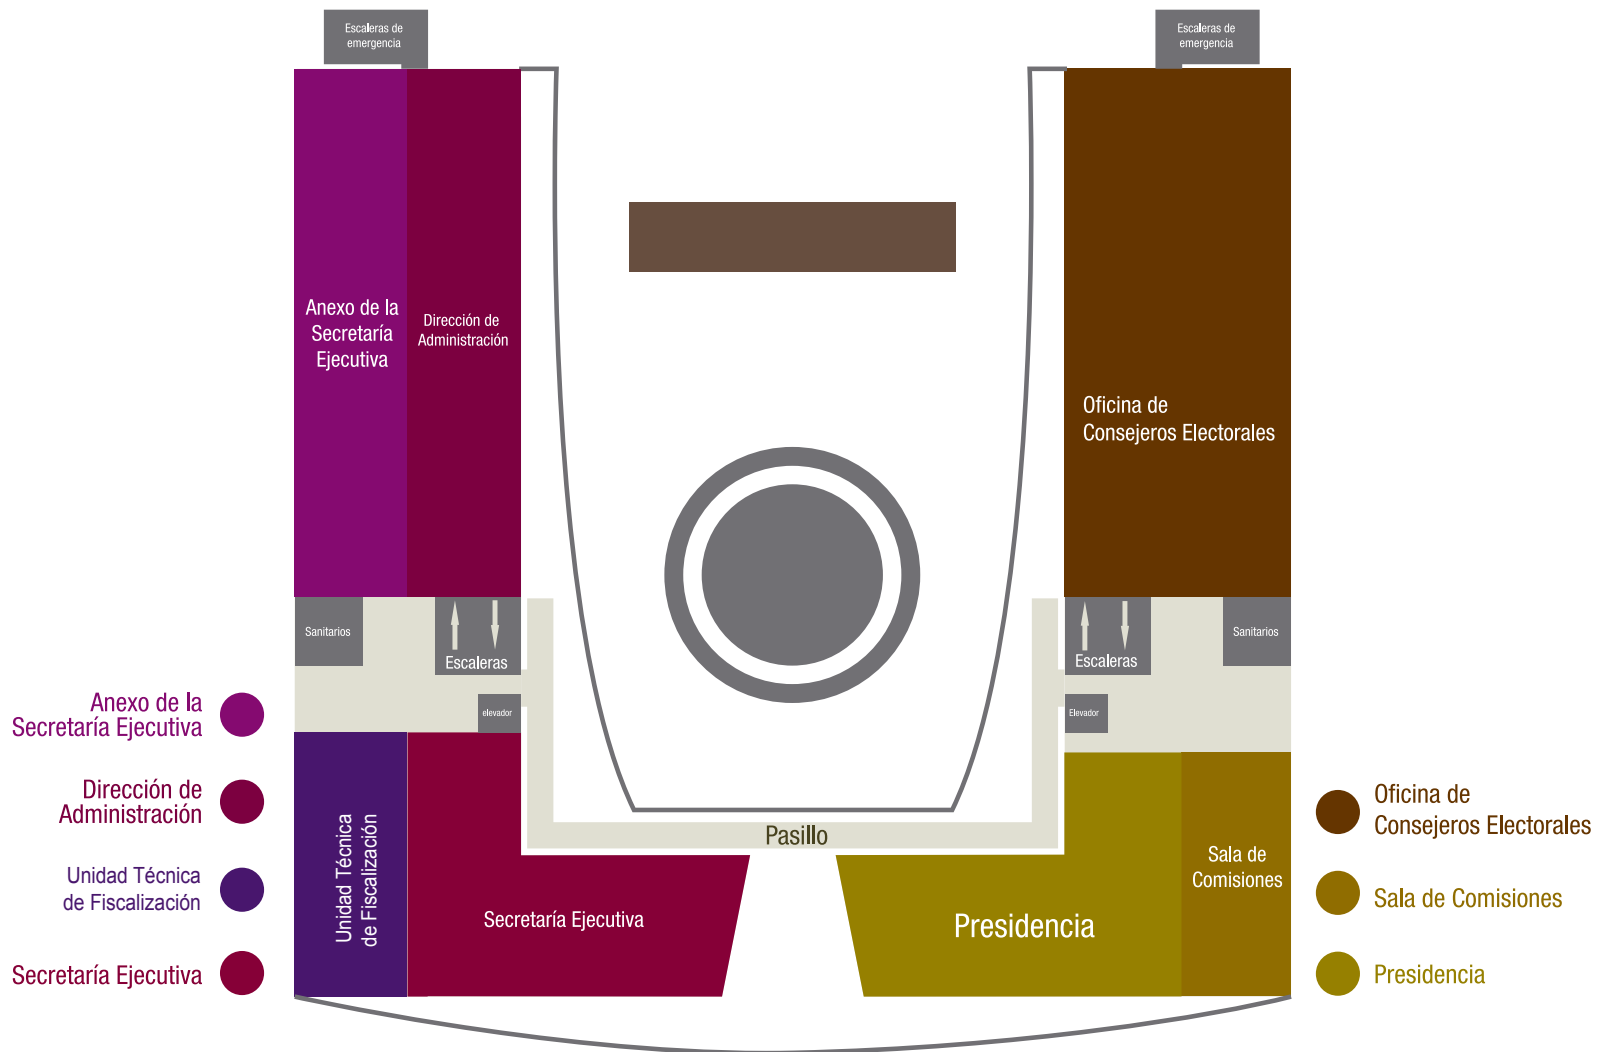 Escaleras de
emergencia
Escaleras de
emergencia
Anexo de la
Secretaría
Ejecutiva
Dirección de
Administración
Oficina de
Consejeros Electorales
Sanitarios
Escaleras
Escaleras
Sanitarios
elevador
Elevador
Anexo de la
Secretaría Ejecutiva
Dirección de
Administración
Unidad Técnica
de Fiscalización
Secretaría Ejecutiva
Unidad Técnica
de Fiscalización
Secretaría Ejecutiva
Pasillo
Presidencia
Sala de
Comisiones
Oficina de
Consejeros Electorales
Sala de Comisiones
Presidencia